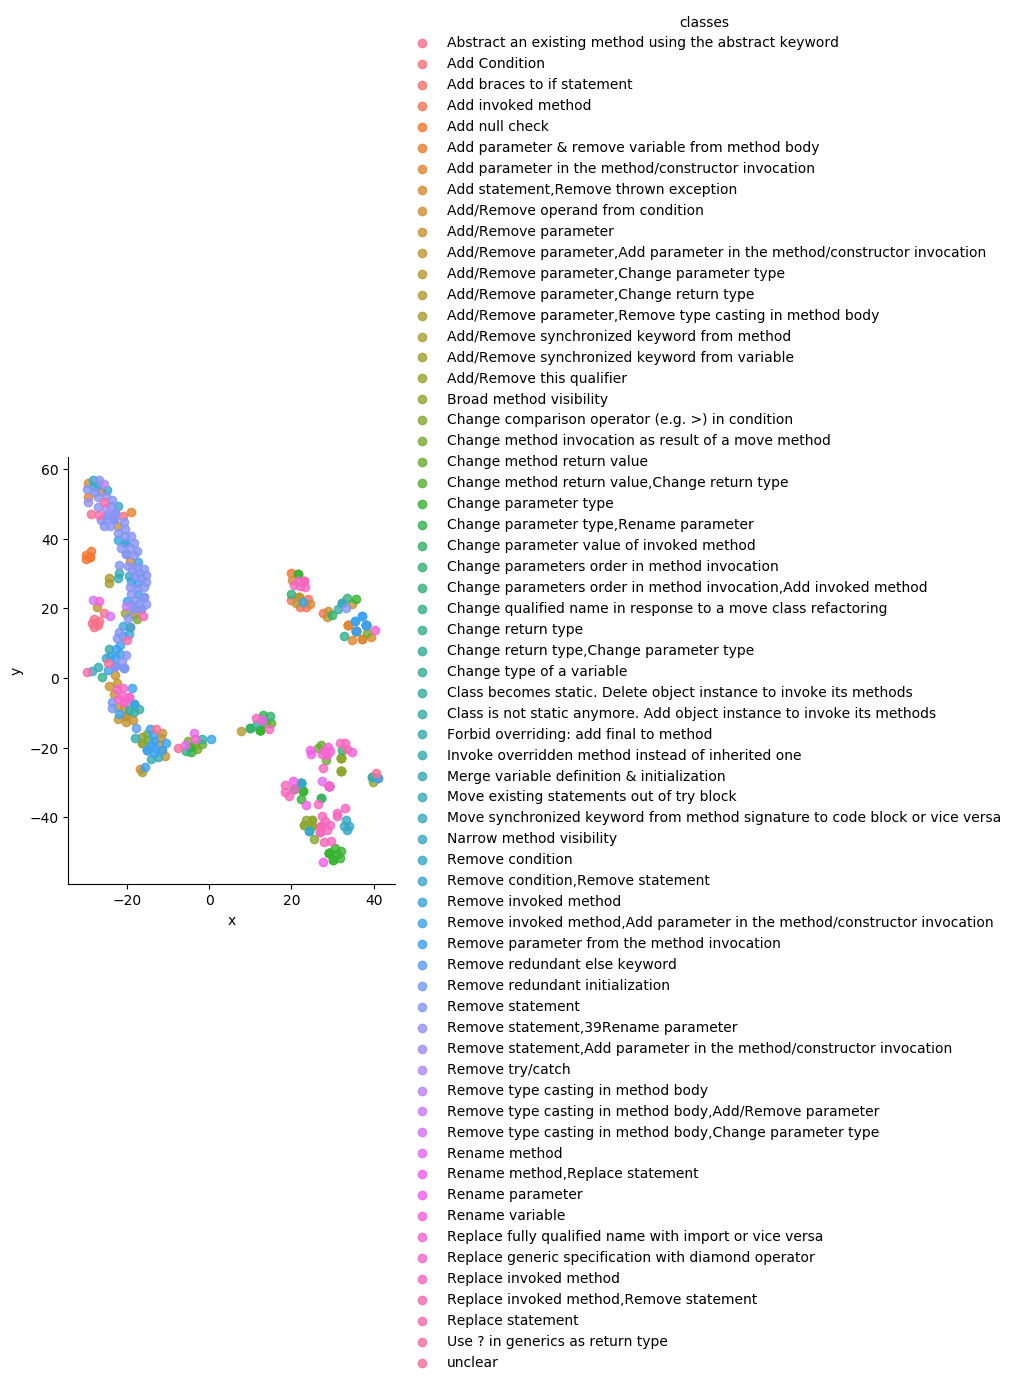 classes
Abstract an existing method using the abstract keyword
Add Condition
Add braces to if statement
Add invoked method
Add null check
Add parameter & remove variable from method body
Add parameter in the method/constructor invocation
Add statement,Remove thrown exception
Add/Remove operand from condition
Add/Remove parameter
Add/Remove parameter,Add parameter in the method/constructor invocation
Add/Remove parameter,Change parameter type
Add/Remove parameter,Change return type
Add/Remove parameter,Remove type casting in method body
Add/Remove synchronized keyword from method
Add/Remove synchronized keyword from variable
Add/Remove this qualifier
Broad method visibility
Change comparison operator (e.g. >) in condition
Change method invocation as result of a move method
Change method return value
Change method return value,Change return type
Change parameter type
Change parameter type,Rename parameter
Change parameter value of invoked method
Change parameters order in method invocation
Change parameters order in method invocation,Add invoked method
Change qualified name in response to a move class refactoring
Change return type
Change return type,Change parameter type
Change type of a variable
Class becomes static. Delete object instance to invoke its methods
Class is not static anymore. Add object instance to invoke its methods
Forbid overriding: add final to method
Invoke overridden method instead of inherited one
Merge variable definition & initialization
Move existing statements out of try block
Move synchronized keyword from method signature to code block or vice versa
Narrow method visibility
Remove condition
Remove condition,Remove statement
Remove invoked method
Remove invoked method,Add parameter in the method/constructor invocation
Remove parameter from the method invocation
Remove redundant else keyword
Remove redundant initialization
Remove statement
Remove statement,39Rename parameter
Remove statement,Add parameter in the method/constructor invocation
Remove try/catch
Remove type casting in method body
Remove type casting in method body,Add/Remove parameter
Remove type casting in method body,Change parameter type
Rename method
Rename method,Replace statement
Rename parameter
Rename variable
Replace fully qualified name with import or vice versa
Replace generic specification with diamond operator
Replace invoked method
Replace invoked method,Remove statement
Replace statement
Use ? in generics as return type
unclear
60
40
20
0
−20
−40
y
−20
0
20
40
x